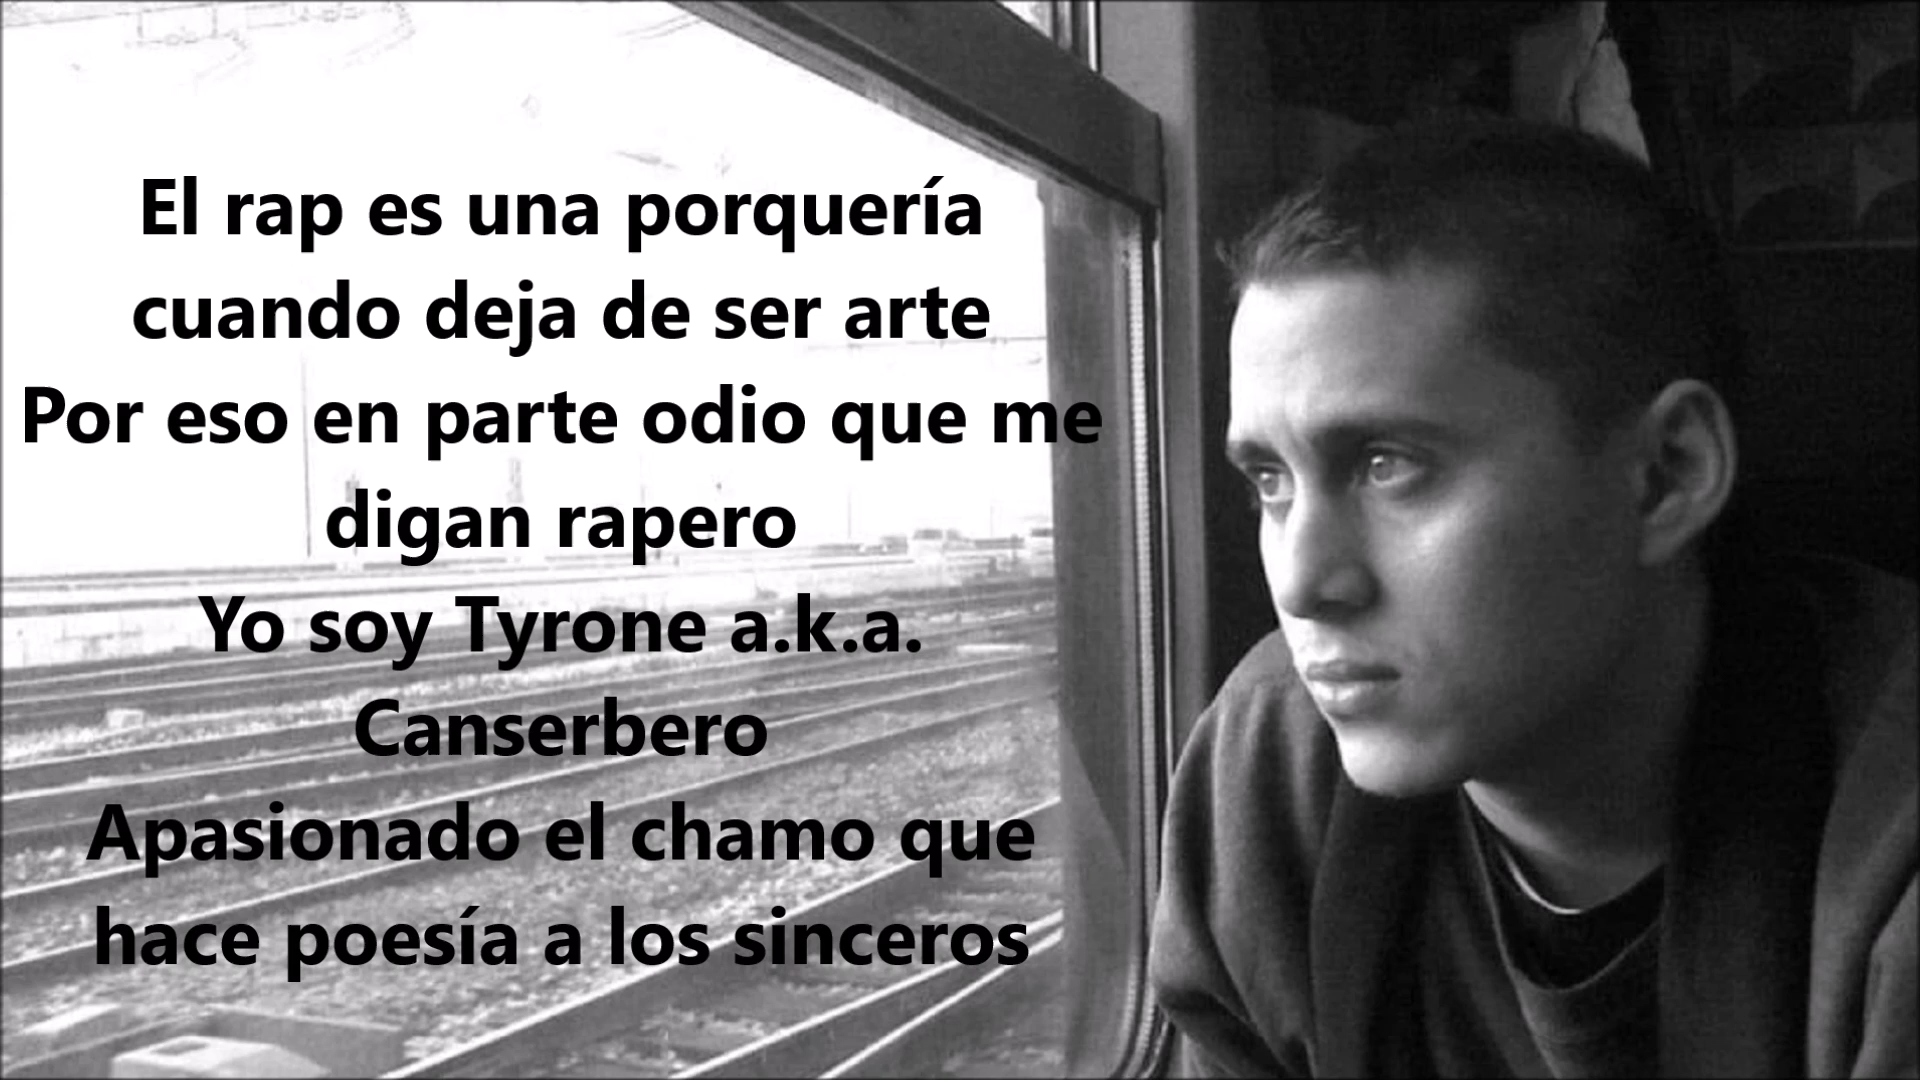 El rap es una porquería
cuando deja de ser arte
Por eso en parte odio que me
digan rapero
Yo soy Tyrone a.k.a.
Canserbero
Apasionado el chamo que
hace poesía a los sinceros